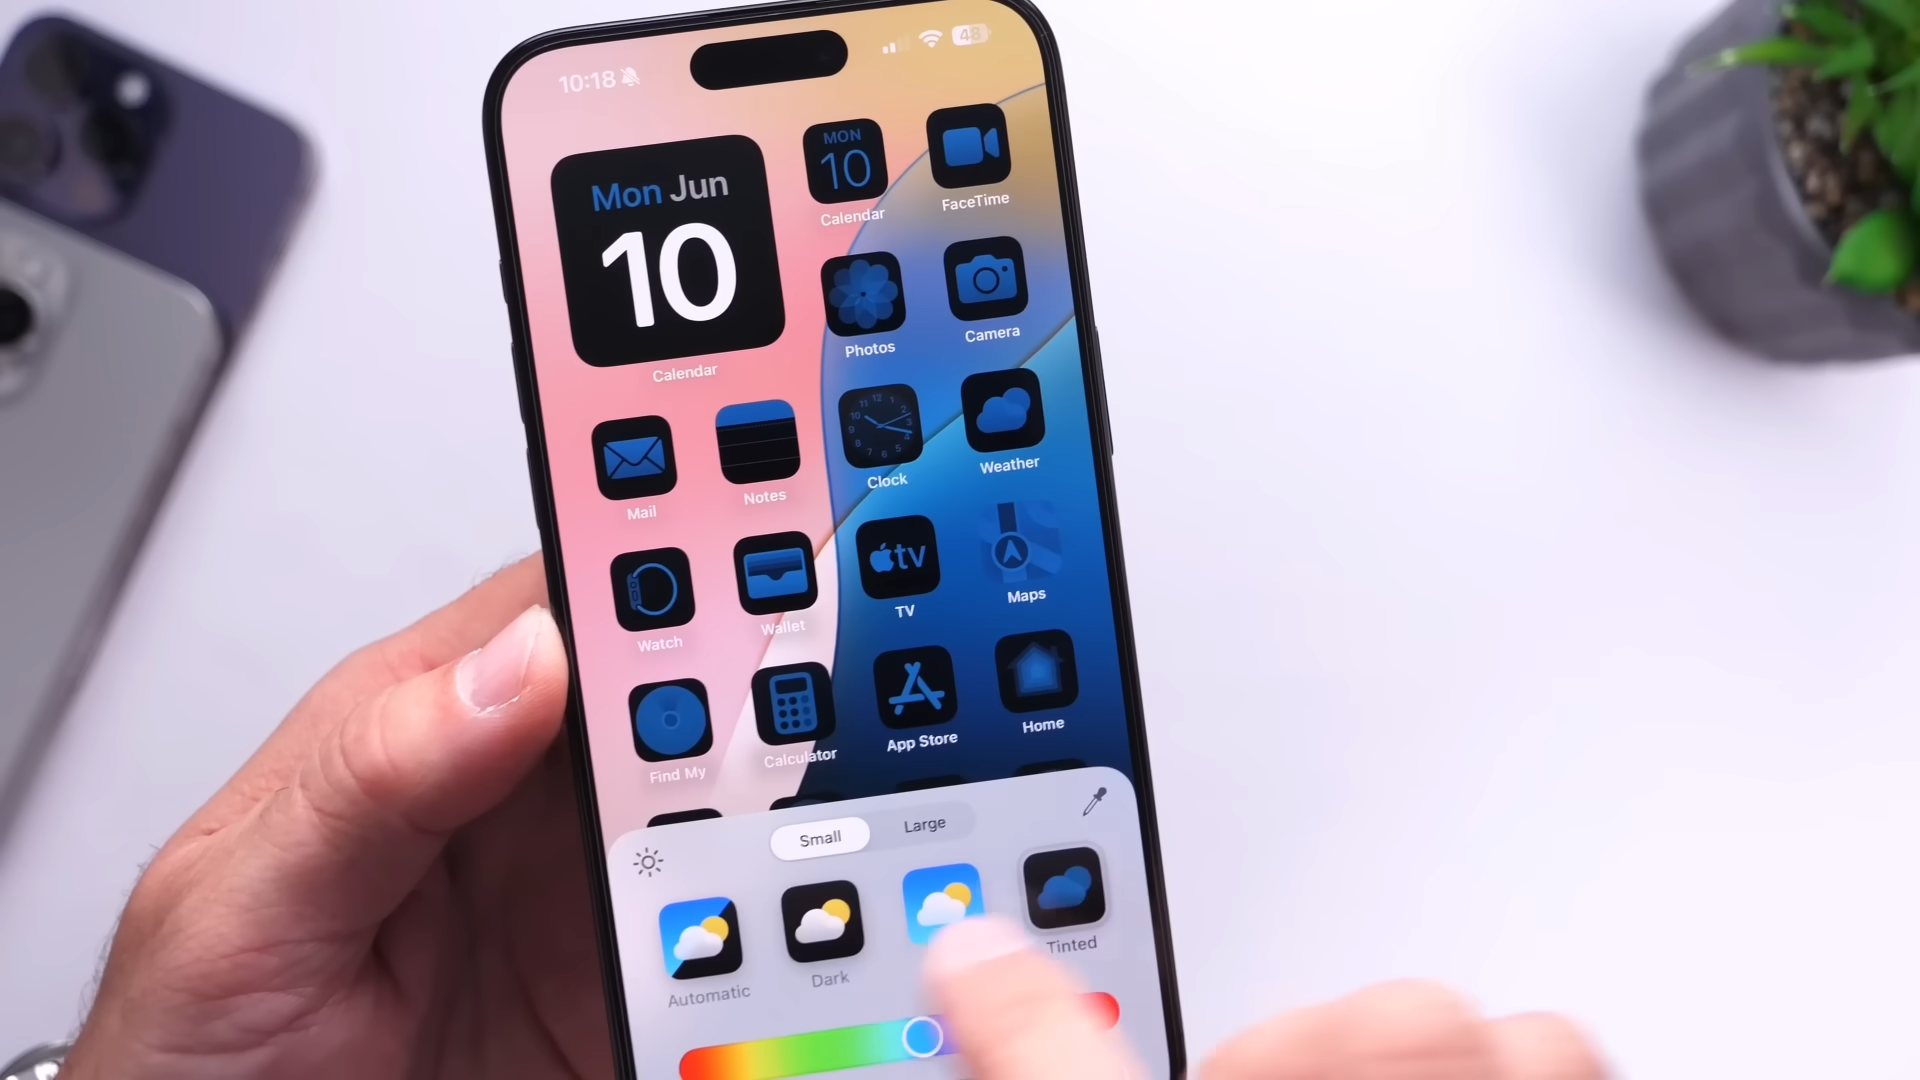 10:18
48
Mon Jun
10
Calendar
MON
10
Calendar
FaceTime
Photos
Camera
Mail
Notes
Clock
Weather
Watch
Wallet
tv
TV
Maps
Find My
Calculator
App Store
Home
Small
Large
Automatic
Dark
Tinted